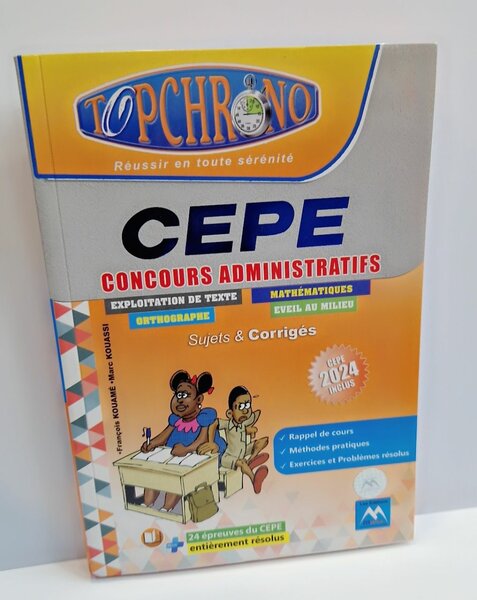 TOPCHRONO
Réussir en toute sérénité
CEPE
CONCOURS ADMINISTRATIFS
EXPLOITATION DE TEXTE
MATHÉMATIQUES
ORTHOGRAPHE
EVEIL AU MILIEU
Sujets & Corrigés
•François KOUAMÉ •Marc KOUASSI
CEPE
2024
INCLUS
✓ Rappel de cours
✓ Méthodes pratiques
✓ Exercices et Problèmes résolus
+ 24 épreuves du CEPE
entièrement résolus